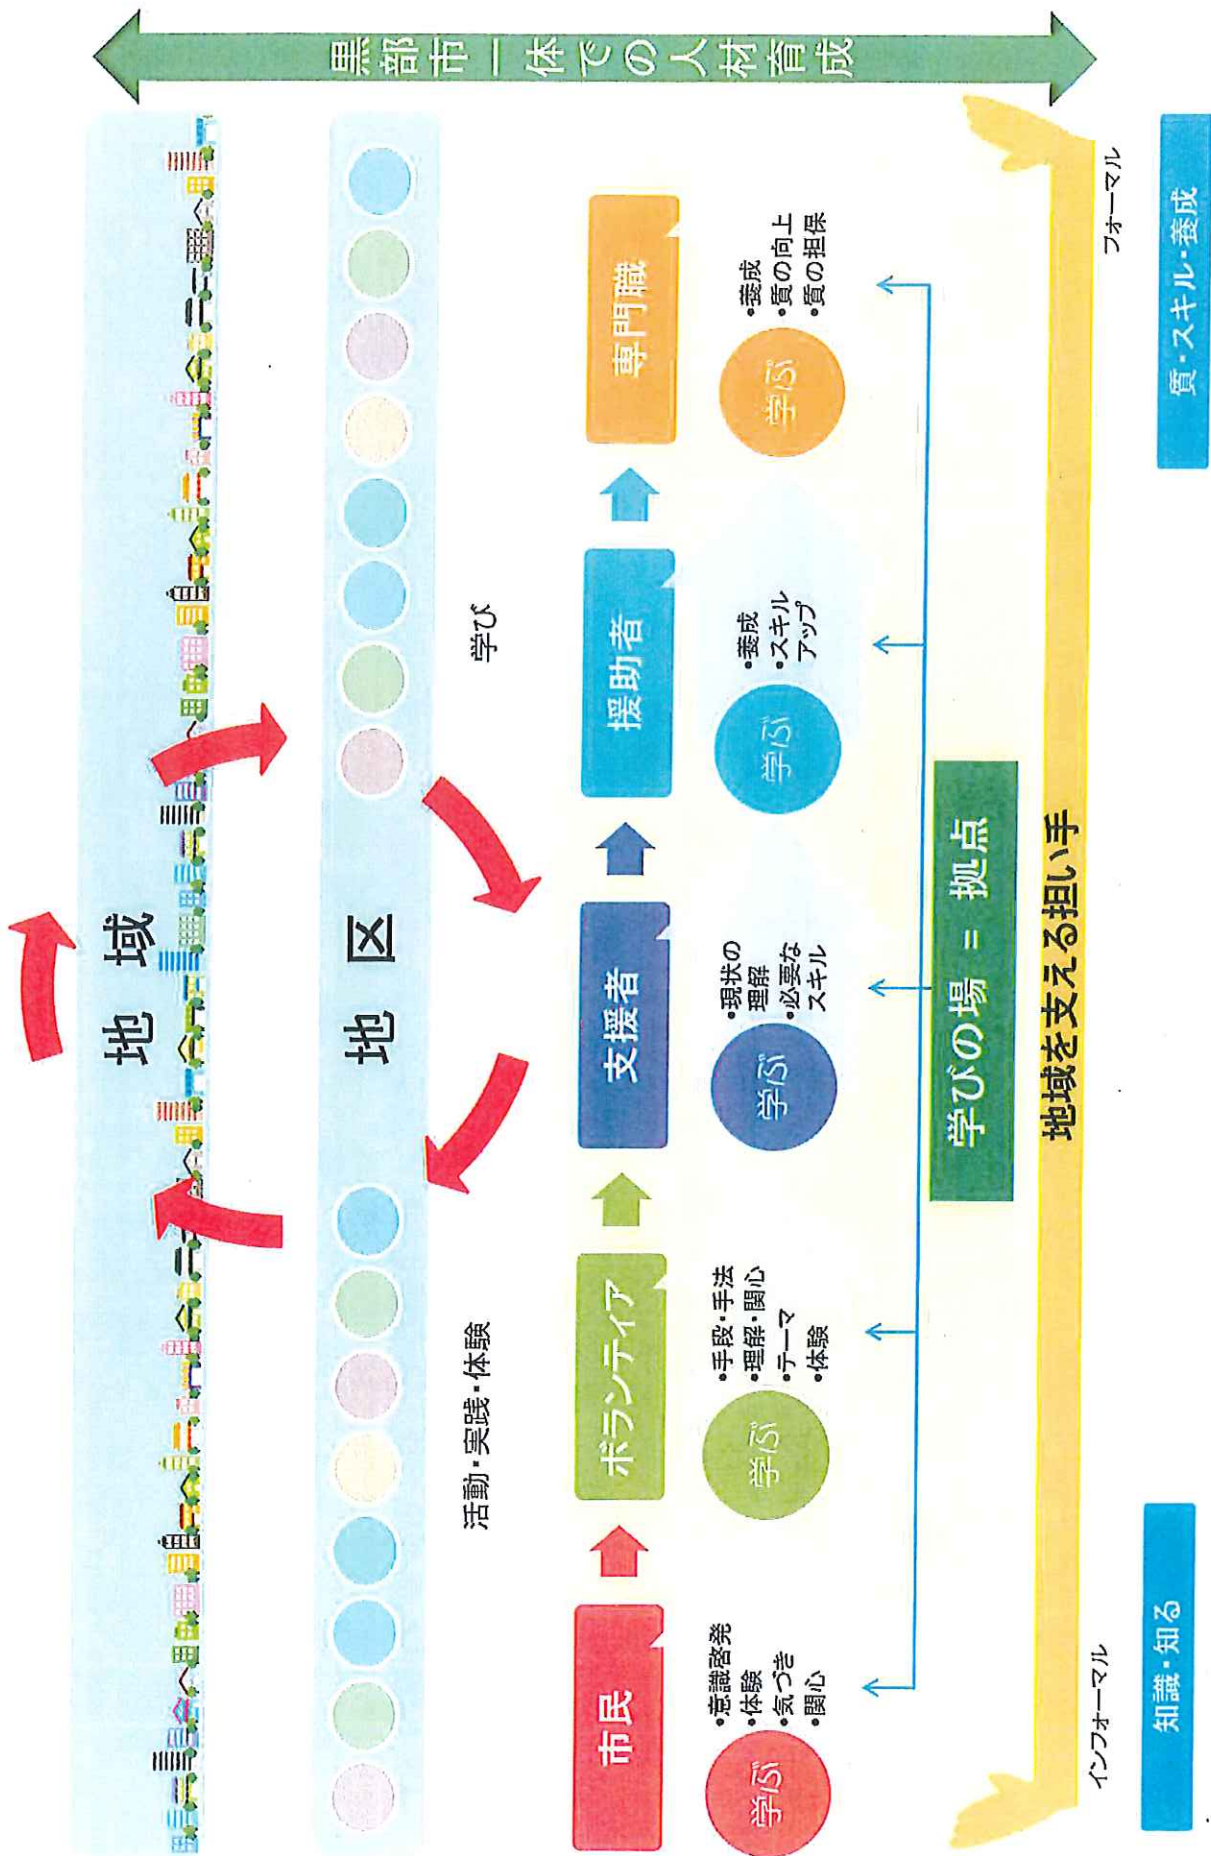 黒部市一体での人材育成
地域
地区
活動・実践・体験
学び
市民
ボランティア
支援者
援助者
専門職
学ぶ
•意識啓発
•体験
•気づき
•関心
学ぶ
•手段・手法
•理解・関心
•テーマ
•体験
学ぶ
•現状の
理解
•必要な
スキル
学ぶ
•養成
•スキル
アップ
学ぶ
•養成
•質の向上
•質の担保
学びの場 = 拠点
地域を支える担い手
インフォーマル
フォーマル
知識・知る
質・スキル・養成